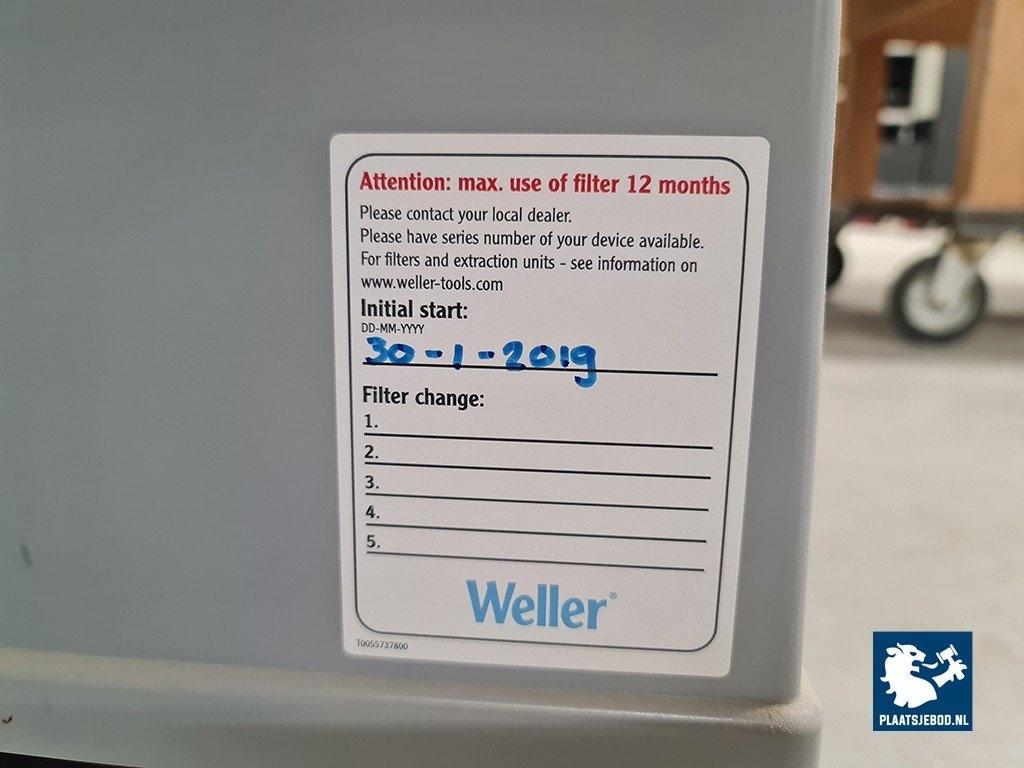 Attention: max. use of filter 12 months
Please contact your local dealer.
Please have series number of your device available.
For filters and extraction units - see information on
www.weller-tools.com
Initial start:
DD-MM-YYYY
30-1-2019
Filter change:
1.
2.
3.
4.
5.
Weller®
T0055737800
PLAATSJEBOD.NL